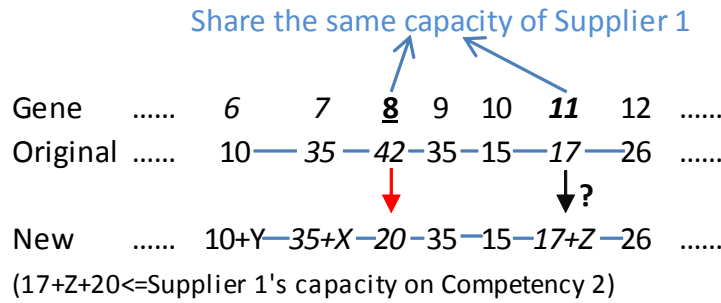 Share the same capacity of Supplier 1
Gene ...... 6 7 8 9 10 11 12 ......
Original ...... 10 35 42 35 15 17 26 ......
?
New ...... 10+Y 35+X 20 35 15 17+Z 26 ......
(17+Z+20<=Supplier 1's capacity on Competency 2)